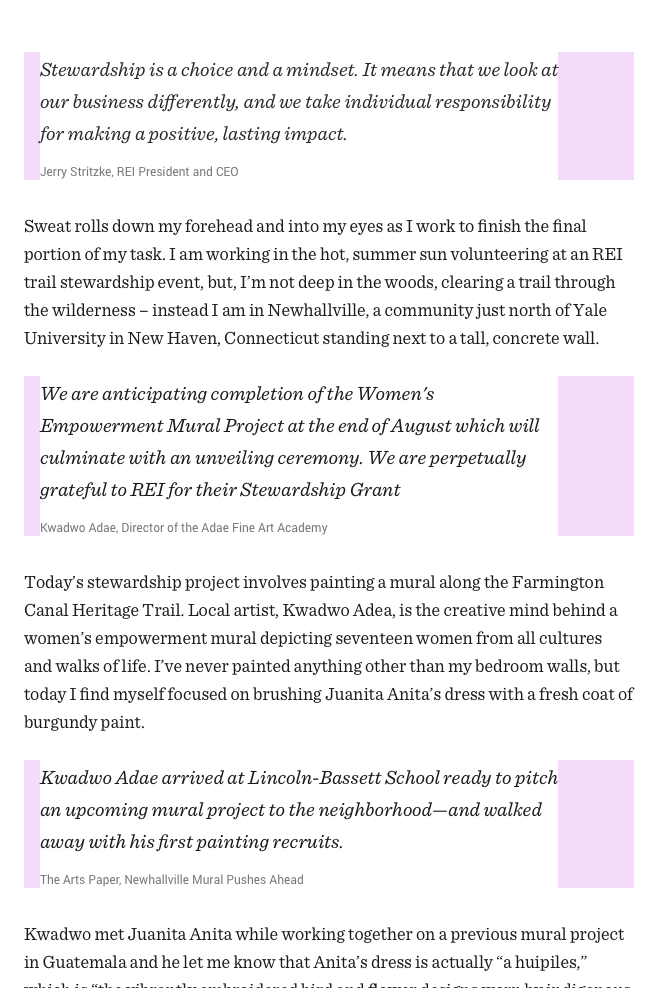 Stewardship is a choice and a mindset. It means that we look at
our business differently, and we take individual responsibility
for making a positive, lasting impact.
Jerry Stritzke, REI President and CEO
Sweat rolls down my forehead and into my eyes as I work to finish the final
portion of my task. I am working in the hot, summer sun volunteering at an REI
trail stewardship event, but, I’m not deep in the woods, clearing a trail through
the wilderness – instead I am in Newhallville, a community just north of Yale
University in New Haven, Connecticut standing next to a tall, concrete wall.
We are anticipating completion of the Women's
Empowerment Mural Project at the end of August which will
culminate with an unveiling ceremony. We are perpetually
grateful to REI for their Stewardship Grant
Kwadwo Adae, Director of the Adae Fine Art Academy
Today’s stewardship project involves painting a mural along the Farmington
Canal Heritage Trail. Local artist, Kwadwo Adea, is the creative mind behind a
women’s empowerment mural depicting seventeen women from all cultures
and walks of life. I’ve never painted anything other than my bedroom walls, but
today I find myself focused on brushing Juanita Anita’s dress with a fresh coat of
burgundy paint.
Kwadwo Adae arrived at Lincoln-Bassett School ready to pitch
an upcoming mural project to the neighborhood—and walked
away with his first painting recruits.
The Arts Paper, Newhallville Mural Pushes Ahead
Kwadwo met Juanita Anita while working together on a previous mural project
in Guatemala and he let me know that Anita’s dress is actually “a huipiles,”
which is “the vibrantly embroidered bird and flower designs worn by indigenous